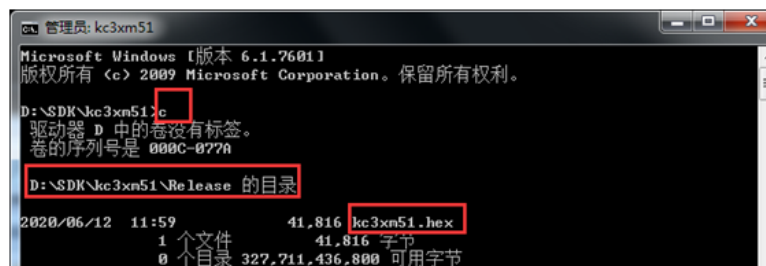 管理员: kc3xm51
Microsoft Windows [版本 6.1.7601]
版权所有 (c) 2009 Microsoft Corporation。保留所有权利。
D:\SDK\kc3xm51>c
驱动器 D 中的卷没有标签。
卷的序列号是 000C-077A
D:\SDK\kc3xm51\Release 的目录
2020/06/12 11:59 41,816 kc3xm51.hex
1 个文件 41,816 字节
0 个目录 327,711,436,800 可用字节